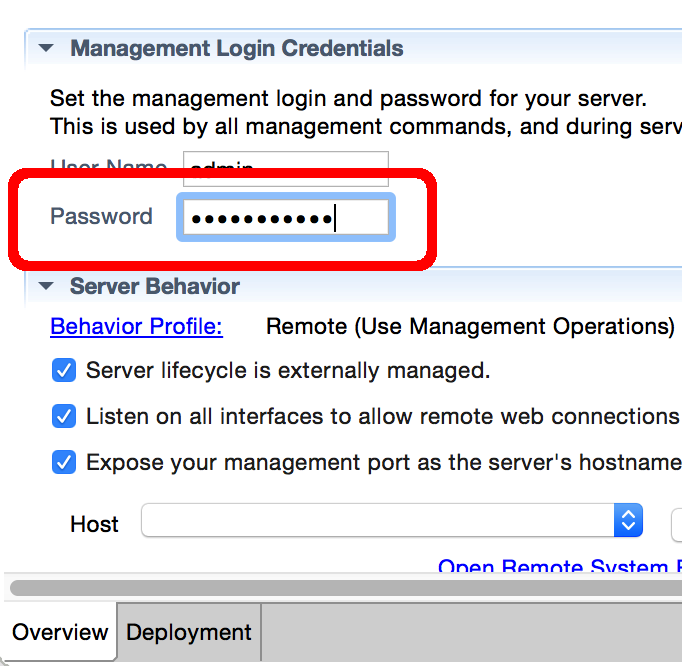 Management Login Credentials
Set the management login and password for your server.
This is used by all management commands, and during serv
User Name admin
Password •••••••••••
Server Behavior
Behavior Profile: Remote (Use Management Operations)
Server lifecycle is externally managed.
Listen on all interfaces to allow remote web connections
Expose your management port as the server's hostname
Host
Open Remote System
Overview Deployment